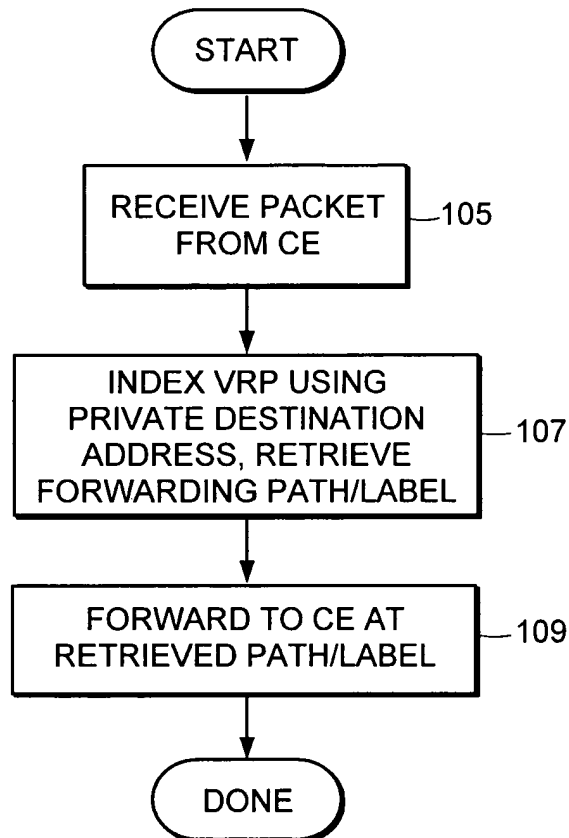 START
RECEIVE PACKET
FROM CE
105
INDEX VRP USING
PRIVATE DESTINATION
ADDRESS, RETRIEVE
FORWARDING PATH/LABEL
107
FORWARD TO CE AT
RETRIEVED PATH/LABEL
109
DONE